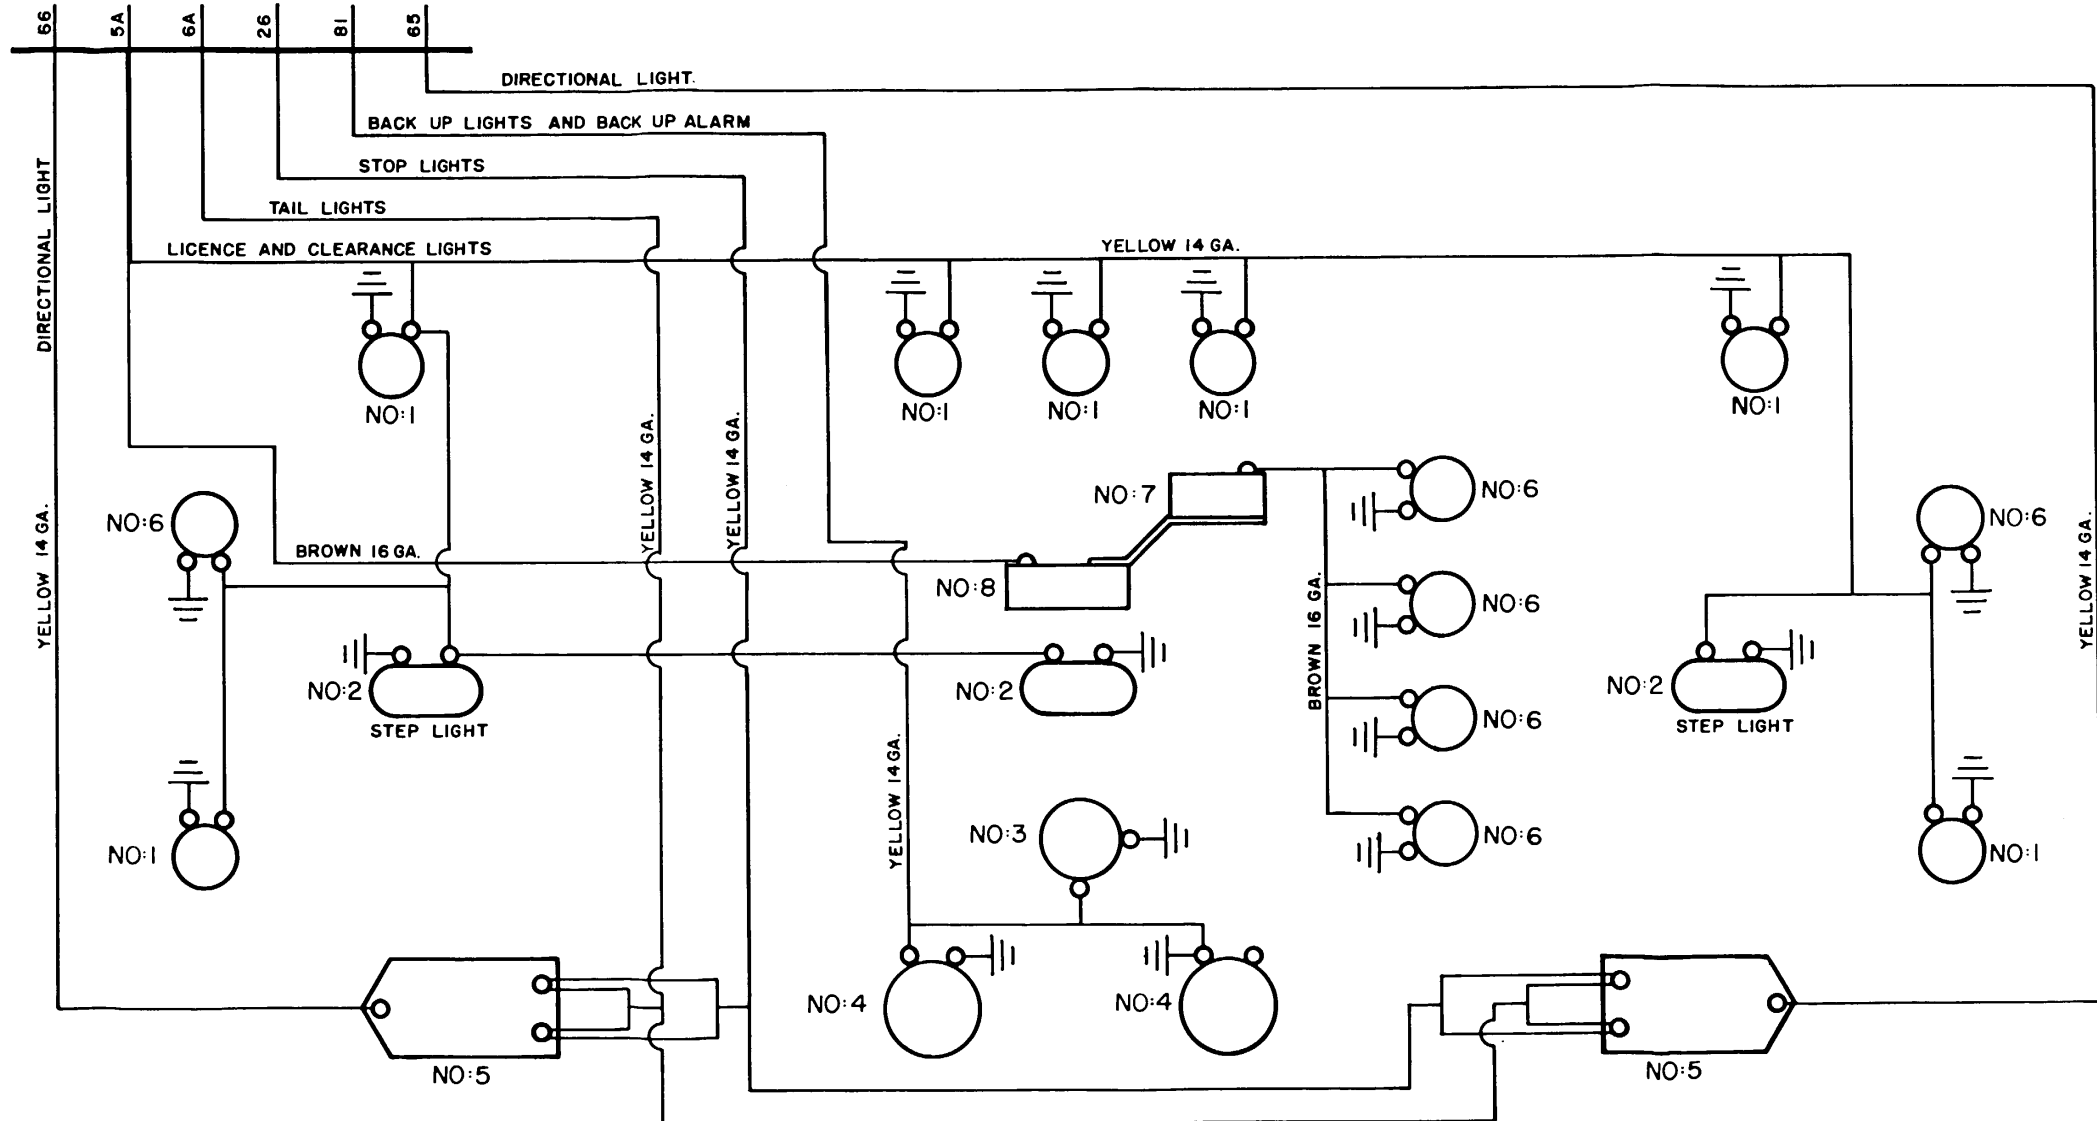 66
5A
6A
26
81
65
DIRECTIONAL LIGHT.
BACK UP LIGHTS AND BACK UP ALARM
STOP LIGHTS
TAIL LIGHTS
LICENCE AND CLEARANCE LIGHTS
YELLOW 14 GA.
DIRECTIONAL LIGHT
NO:1
NO:1
NO:1
NO:1
NO:1
YELLOW 14 GA.
YELLOW 14 GA.
YELLOW 14 GA.
NO:6
BROWN 16 GA.
NO:7
NO:8
NO:6
NO:6
NO:6
NO:6
BROWN 16 GA.
NO:6
YELLOW 14 GA.
NO:2
STEP LIGHT
NO:2
NO:2
STEP LIGHT
YELLOW 14 GA.
NO:3
NO:1
NO:1
NO:4
NO:4
NO:5
NO:5